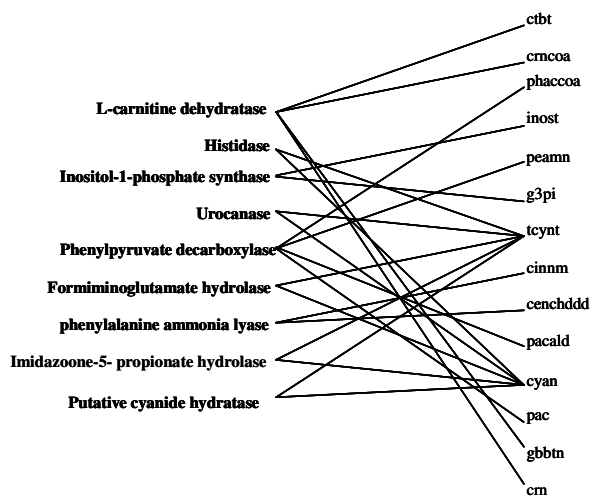 L-carnitine dehydratase
Histidase
Inositol-1-phosphate synthase
Urocanase
Phenylpyruvate decarboxylase
Formiminoglutamate hydrolase
phenylalanine ammonia lyase
Imidazoone-5- propionate hydrolase
Putative cyanide hydratase
ctbt
crncoa
phaccoa
inost
peamn
g3pi
tcynt
cinnm
cenchddd
pacald
cyan
pac
gbbtn
crn